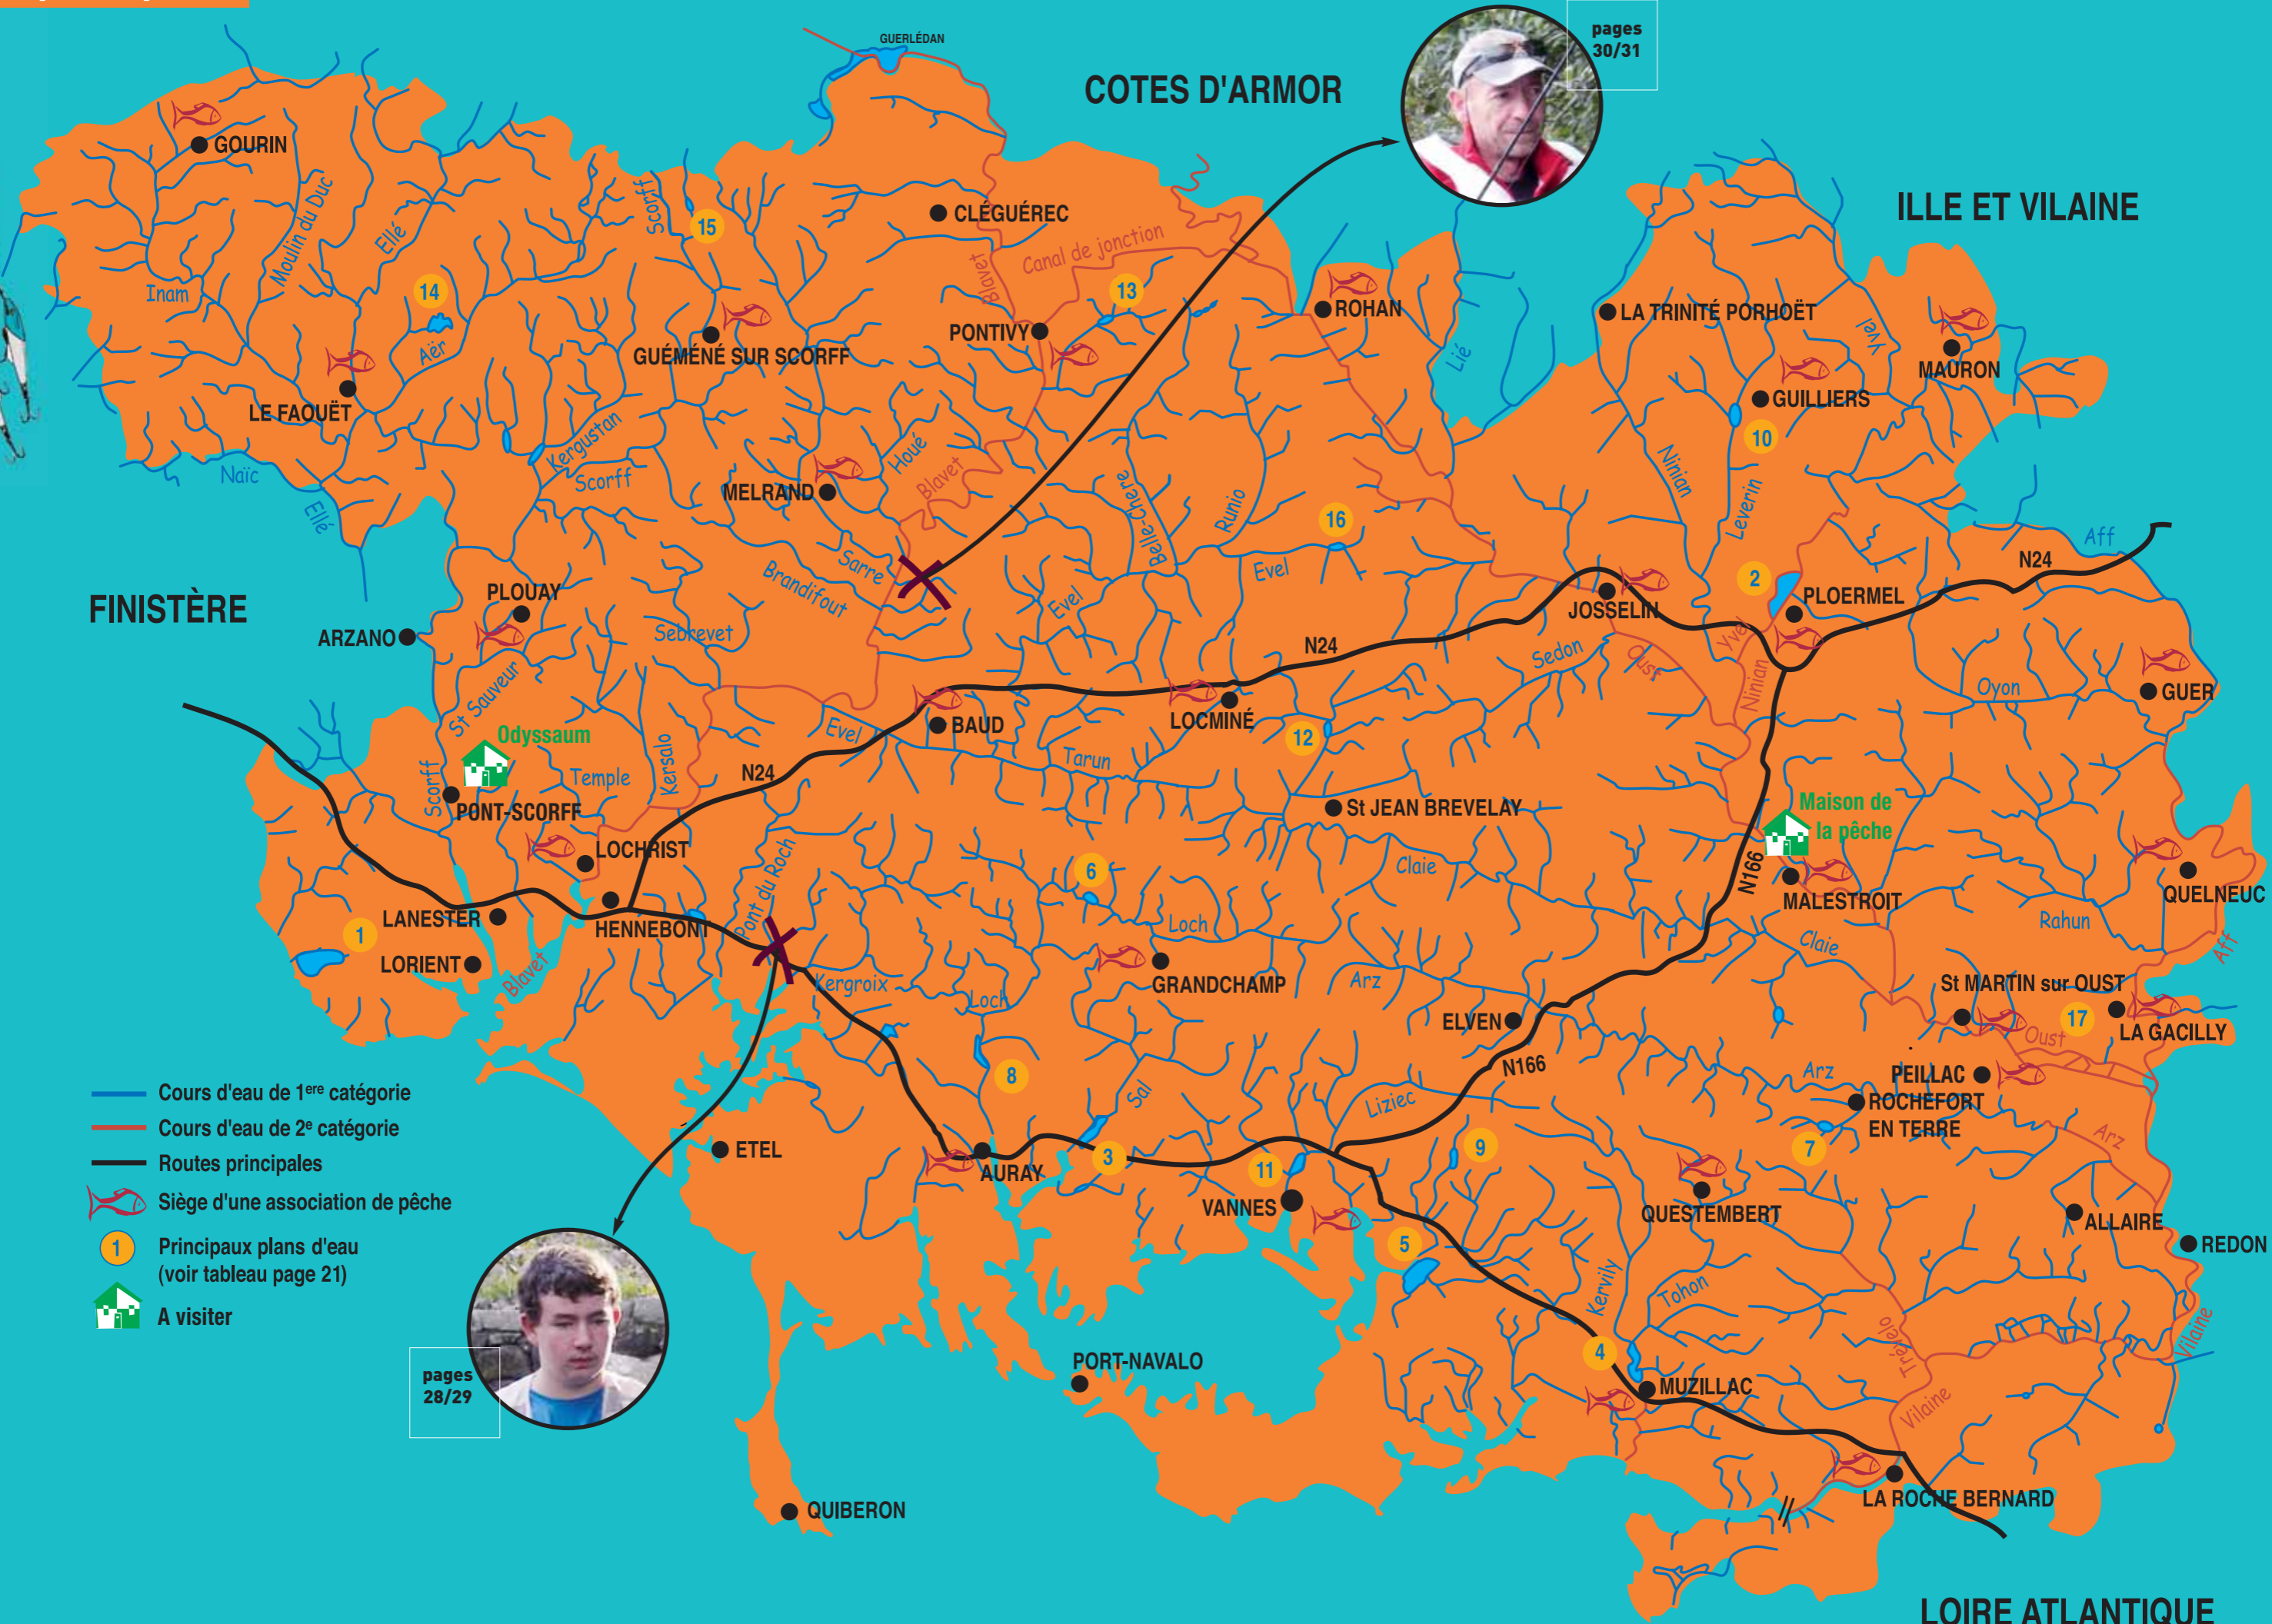 GUERLÉDAN
pages
30/31
COTES D'ARMOR
ILLE ET VILAINE
GOURIN
Moulin du Duc
Ellé
Inam
Scorff
15
CLÉGUÉREC
Blavet
Canal de jonction
14
13
ROHAN
LA TRINITÉ PORHOËT
Yvel
MAURON
PONTIVY
Aër
GUÉMÉNÉ SUR SCORFF
Lié
GUILLIERS
LE FAOUËT
10
Kergustan
Houé
Scorff
Blavet
Naïc
Ellé
MELRAND
Belle-Chere
Runio
Ninian
Leverin
16
Sarre
Brandifout
Evel
Evel
Aff
N24
2
PLOERMEL
FINISTÈRE
PLOUAY
ARZANO
Sebrevet
JOSSELIN
N24
Sedon
Oust
Yvel
Ninian
Oyon
GUER
St Sauveur
Odyssaum
Scorff
Temple
Kersalo
PONT-SCORFF
N24
Evel
BAUD
LOCMINÉ
Tarun
12
St JEAN BREVELAY
Maison de
la pêche
LOCHRIST
Pont du Roch
6
Claie
N166
MALESTROIT
QUELNEUC
LANESTER
HENNEBONT
1
LORIENT
Blavet
Loch
Rahun
Claie
Aff
Kergroix
Loch
GRANDCHAMP
Arz
ELVEN
St MARTIN sur OUST
17
LA GACILLY
Oust
N166
8
Sal
Liziec
Arz
PEILLAC
ROCHEFORT
EN TERRE
Arz
7
Cours d'eau de 1ere catégorie
Cours d'eau de 2e catégorie
Routes principales
Siège d'une association de pêche
1
Principaux plans d'eau
(voir tableau page 21)
A visiter
ETEL
AURAY
3
11
9
VANNES
QUESTEMBERT
ALLAIRE
REDON
5
Kervily
Tohon
Trévelo
Vilaine
4
MUZILLAC
Vilaine
pages
28/29
PORT-NAVALO
QUIBERON
LA ROCHE BERNARD
LOIRE ATLANTIQUE